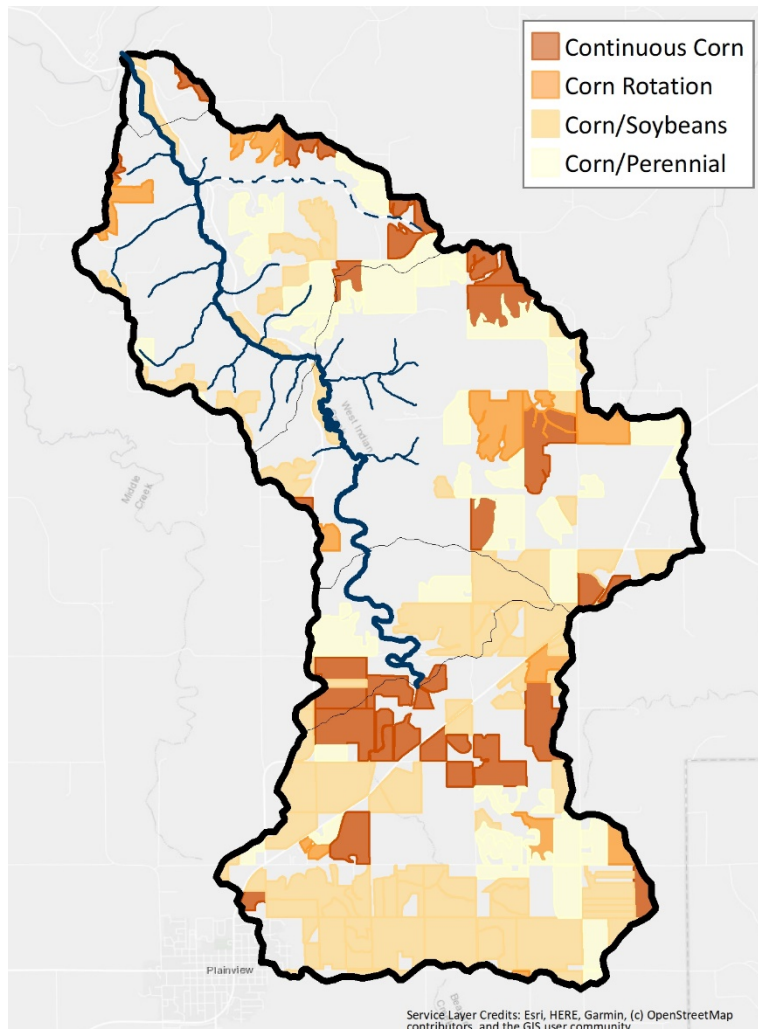 Continuous Corn
Corn Rotation
Corn/Soybeans
Corn/Perennial
West Indian
Middle
Creek
Plainview
Service Layer Credits: Esri, HERE, Garmin, (c) OpenStreetMap
contributors, and the GIS user community